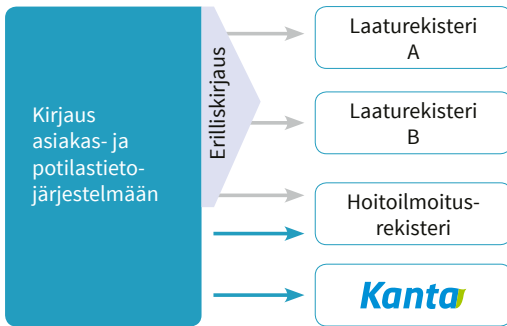 Kirjaus
asiakas- ja
potilastieto-
järjestelmään
Erilliskirjaus
Laaturekisteri
A
Laaturekisteri
B
Hoitoilmoitus-
rekisteri
Kanta